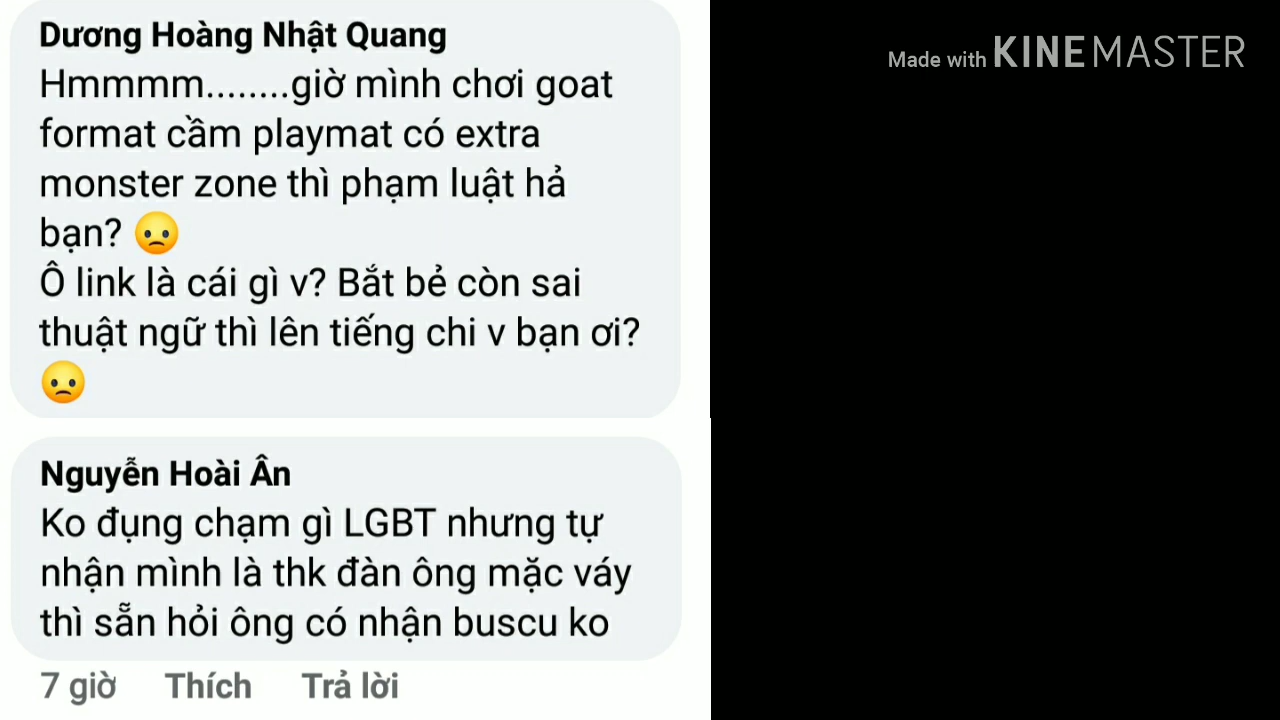 Dương Hoàng Nhật Quang
Hmmmm........giờ mình chơi goat
format cầm playmat có extra
monster zone thì phạm luật hả
bạn? 😞
Ô link là cái gì v? Bắt bẻ còn sai
thuật ngữ thì lên tiếng chi v bạn ơi?
😞
Nguyễn Hoài Ân
Ko đụng chạm gì LGBT nhưng tự
nhận mình là thk đàn ông mặc váy
thì sẵn hỏi ông có nhận buscu ko
7 giờ Thích Trả lời
Made with KINEMASTER